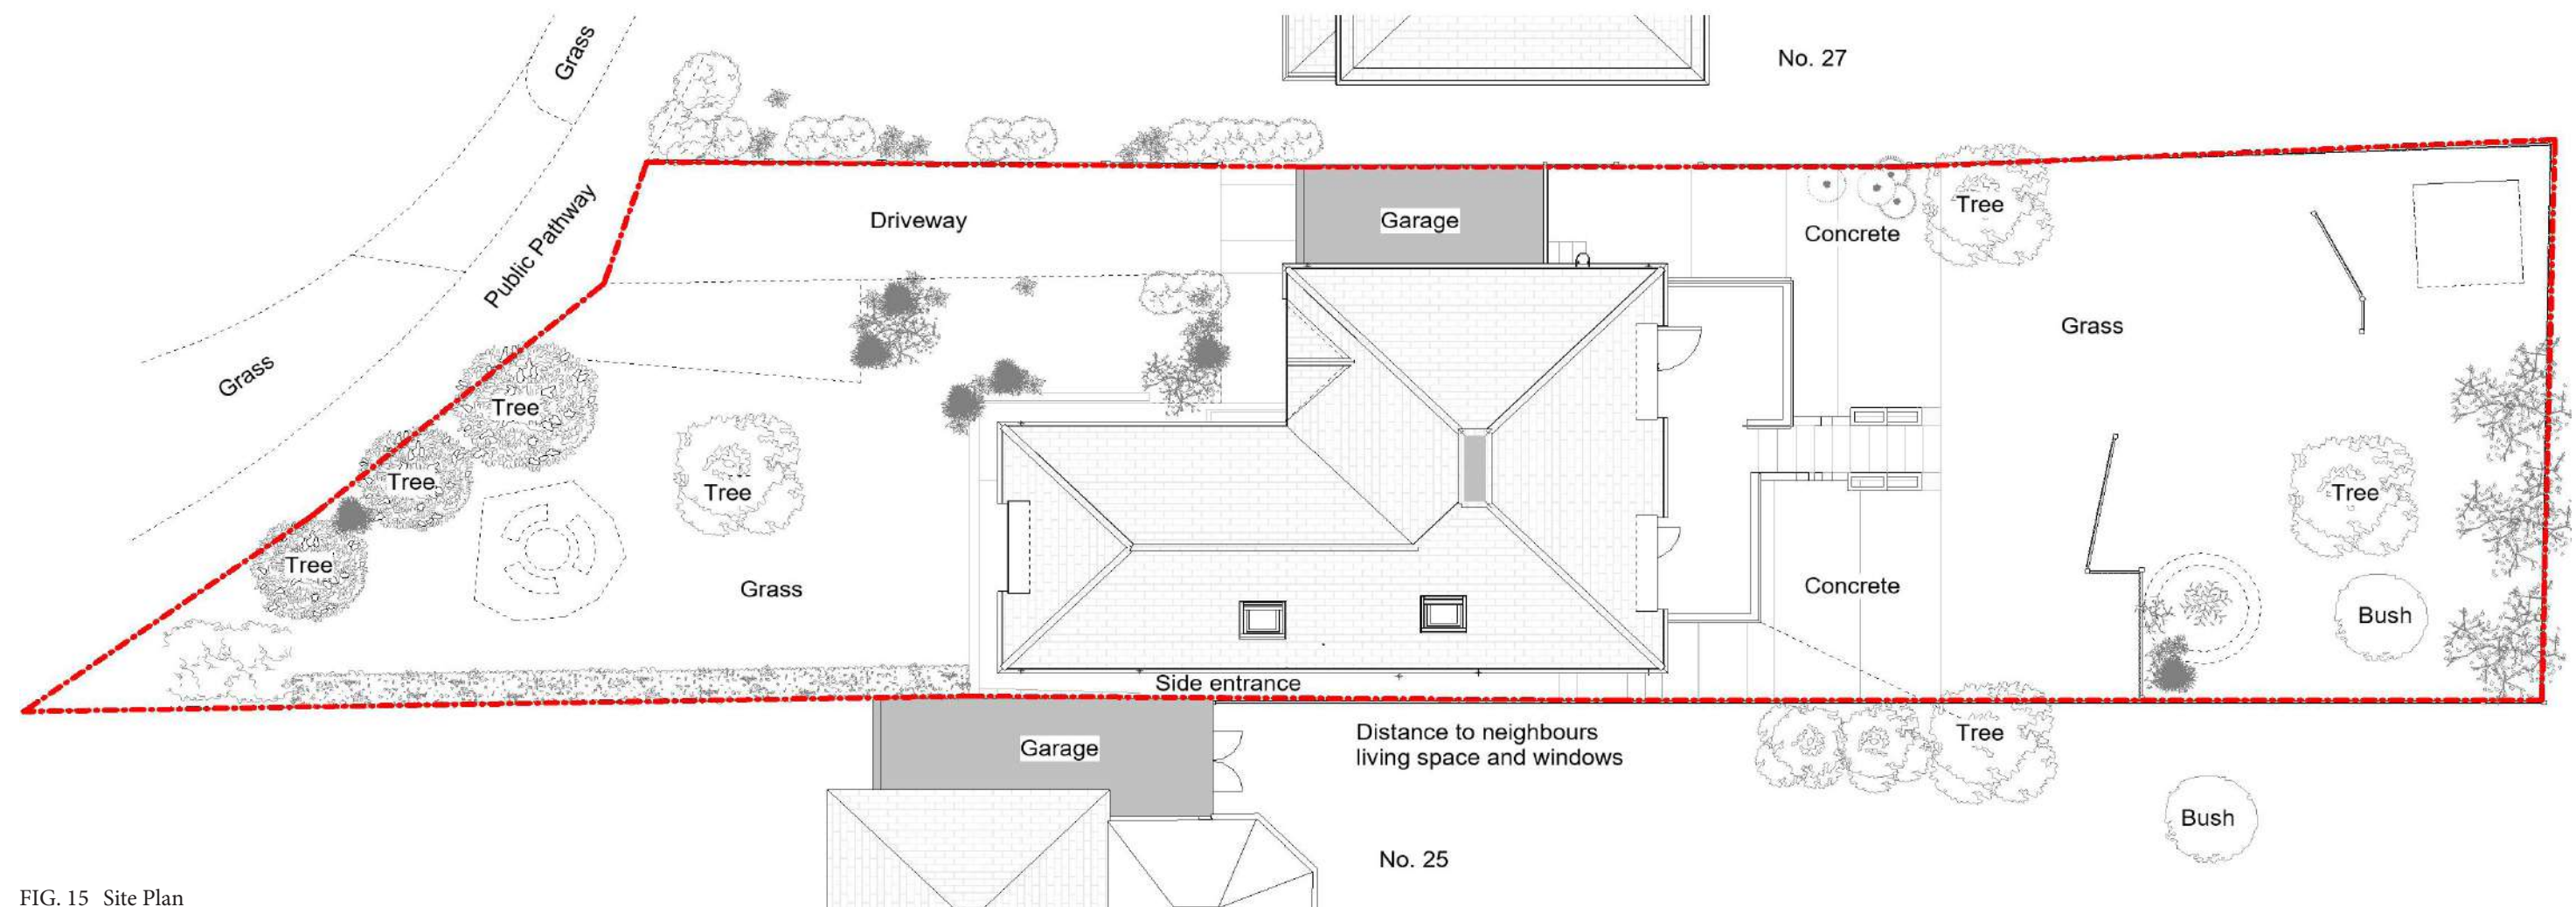 Grass
No. 27
Public Pathway
Driveway
Garage
Tree
Concrete
Grass
Grass
Tree
Tree
Tree
Tree
Tree
Grass
Concrete
Bush
Side entrance
Garage
Distance to neighbours
living space and windows
Tree
Bush
No. 25
FIG. 15 Site Plan